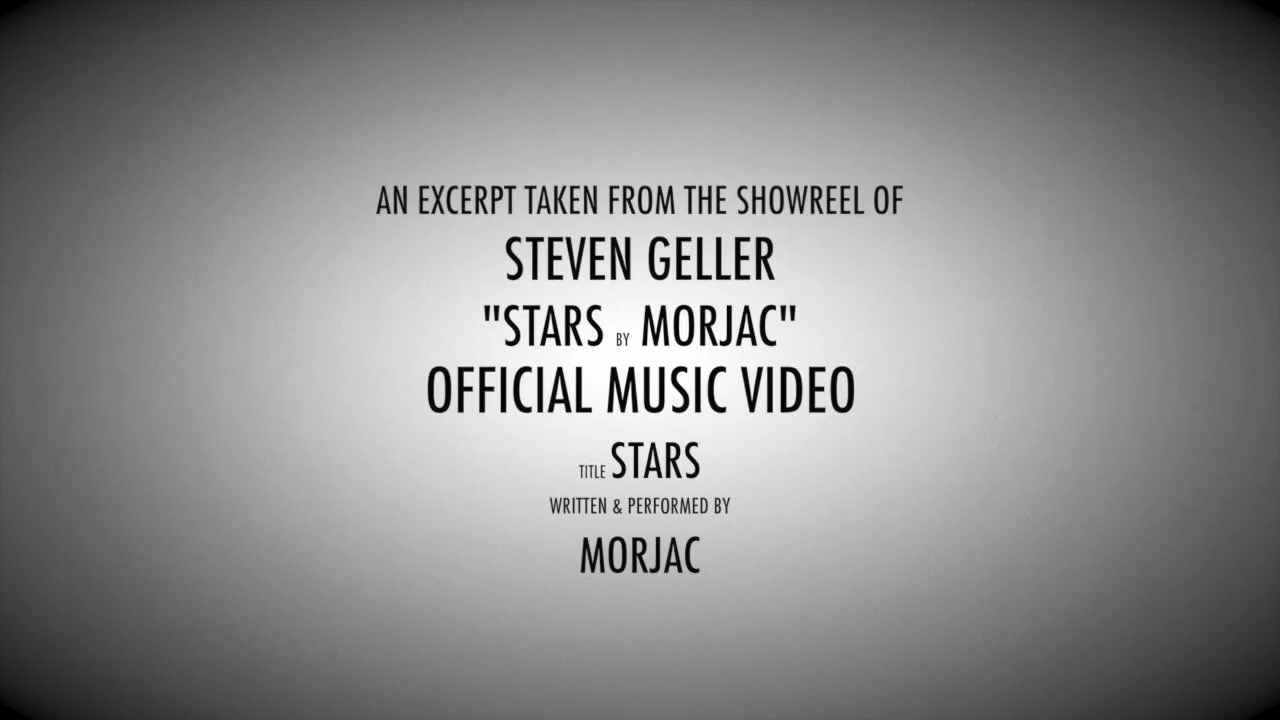 AN EXCERPT TAKEN FROM THE SHOWREEL OF
STEVEN GELLER
"STARS BY MORJAC"
OFFICIAL MUSIC VIDEO
TITLE STARS
WRITTEN & PERFORMED BY
MORJAC